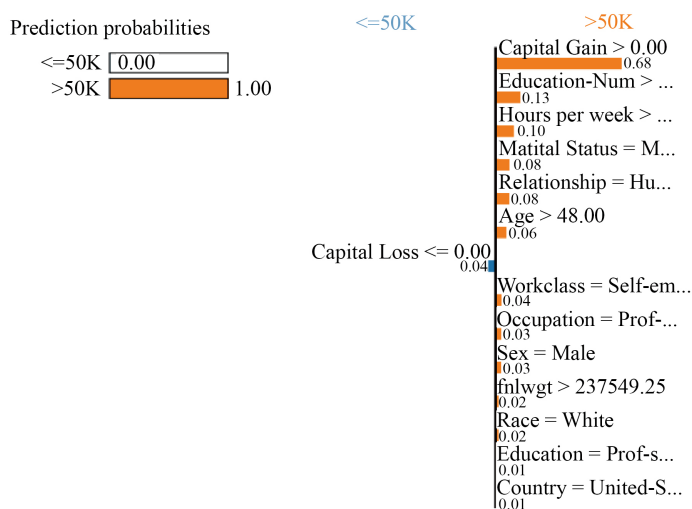 Prediction probabilities
<=50K 0.00
>50K 1.00
<=50K >50K
Capital Gain > 0.00
0.68
Education-Num > ...
0.13
Hours per week > ...
0.10
Matital Status = M...
0.08
Relationship = Hu...
0.08
Age > 48.00
0.06
Capital Loss <= 0.00
0.04
Workclass = Self-em...
0.04
Occupation = Prof-...
0.03
Sex = Male
0.03
fnlwgt > 237549.25
0.02
Race = White
0.02
Education = Prof-s...
0.01
Country = United-S...
0.01